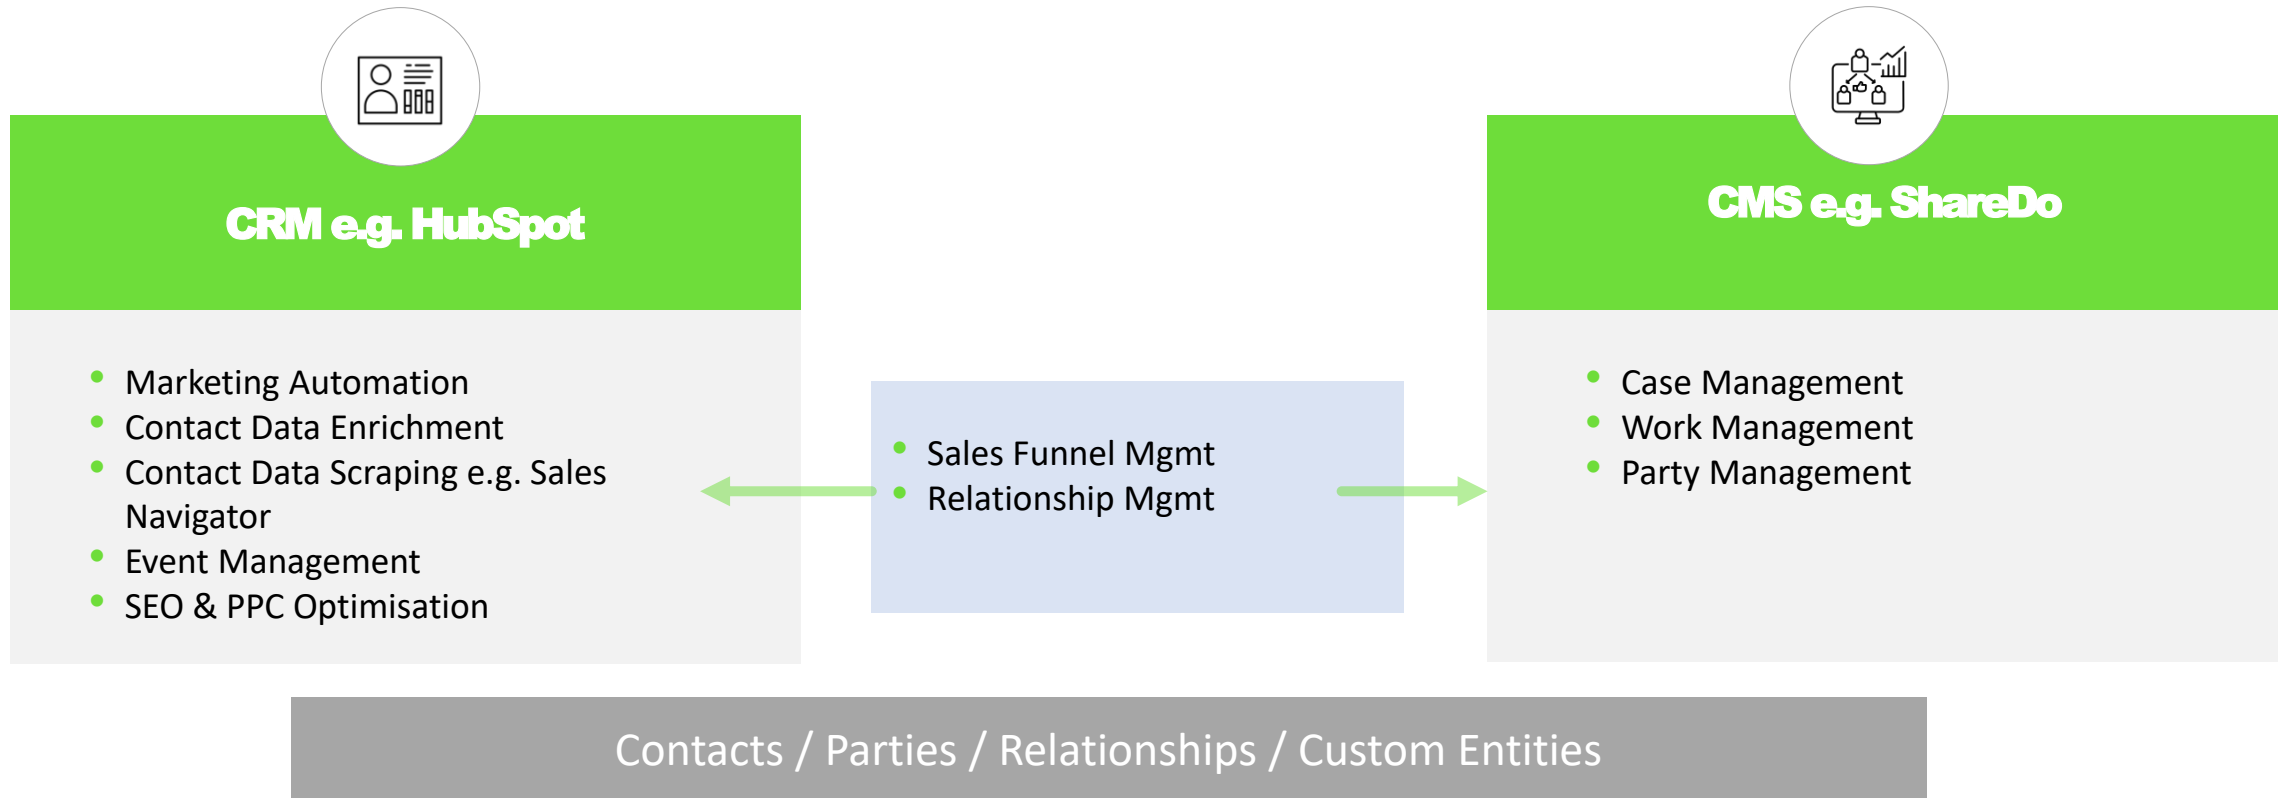 CRM e.g. HubSpot
Marketing Automation
Contact Data Enrichment
Contact Data Scraping e.g. Sales
Navigator
Event Management
SEO & PPC Optimisation
Sales Funnel Mgmt
Relationship Mgmt
CMS e.g. ShareDo
Case Management
Work Management
Party Management
Contacts / Parties / Relationships / Custom Entities